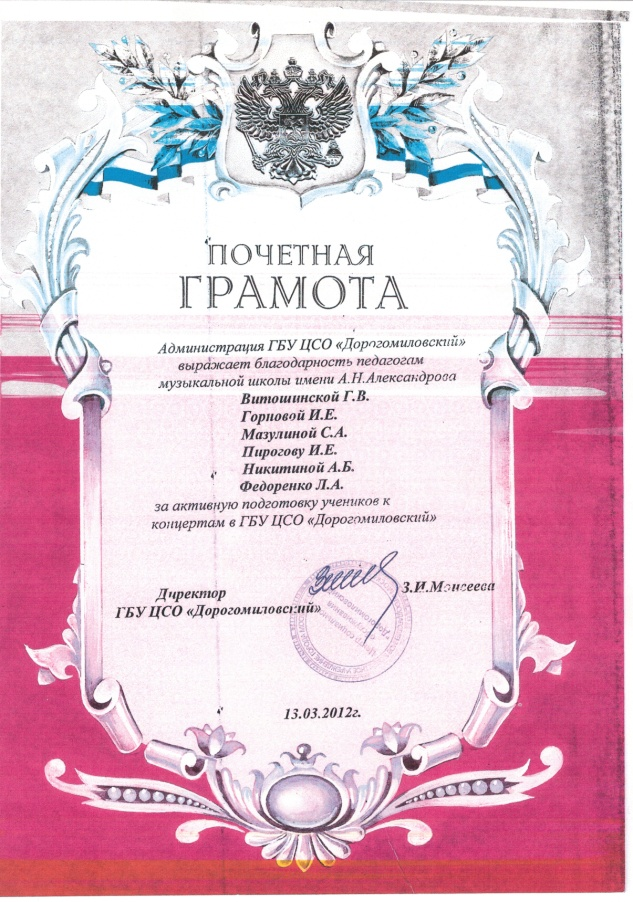 ПОЧЕТНАЯ
ГРАМОТА
Администрация ГБУ ЦСО «Дорогомиловский»
выражает благодарность педагогам
музыкальной школы имени А.Н.Александрова
Витошинской Г.В.
Горновой И.Е.
Мазулиной С.А.
Пирогову И.Е.
Никитиной А.Б.
Федоренко Л.А.
за активную подготовку учеников к
концертам в ГБУ ЦСО «Дорогомиловский»
Директор
З.И.Моисеева
ГБУ ЦСО «Дорогомиловский»
13.03.2012г.